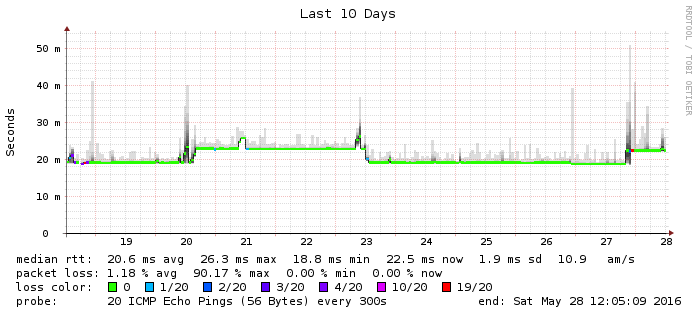 Last 10 Days
RRDTOOL / TOBI OETIKER
Seconds
50 m
40 m
30 m
20 m
10 m
0
19 20 21 22 23 24 25 26 27 28
median rtt: 20.6 ms avg 26.3 ms max 18.8 ms min 22.5 ms now 1.9 ms sd 10.9 am/s
packet loss: 1.18 % avg 90.17 % max 0.00 % min 0.00 % now
loss color: 0 1/20 2/20 3/20 4/20 10/20 19/20
probe: 20 ICMP Echo Pings (56 Bytes) every 300s end: Sat May 28 12:05:09 2016